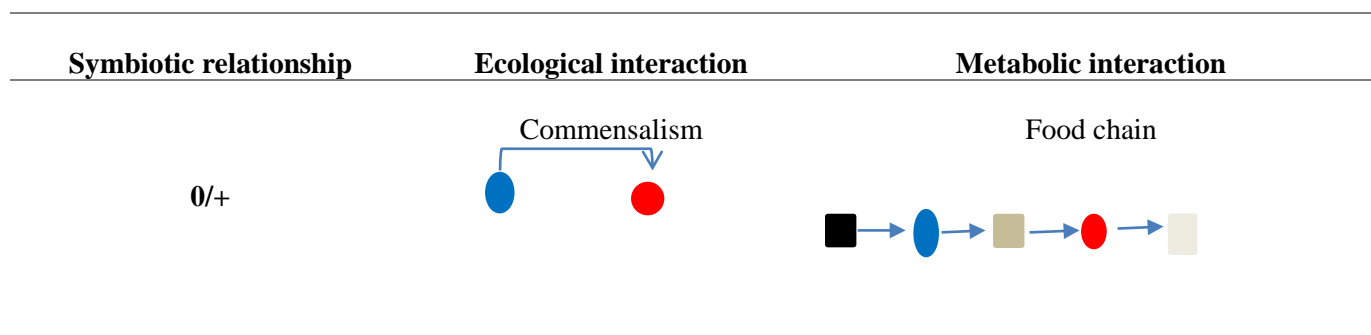 Symbiotic relationship Ecological interaction Metabolic interaction
Commensalism Food chain
0/+